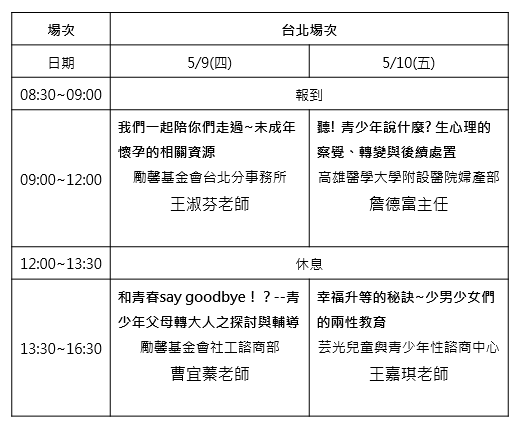 場次
台北場次
日期
5/9(四)
5/10(五)
08:30~09:00
報到
09:00~12:00
我們一起陪你們走過~未成年
懷孕的相關資源
勵馨基金會台北分事務所
王淑芬老師
聽! 青少年說什麼? 生心理的
察覺、轉變與後續處置
高雄醫學大學附設醫院婦產部
詹德富主任
12:00~13:30
休息
13:30~16:30
和青春say goodbye！？--青
少年父母轉大人之探討與輔導
勵馨基金會社工諮商部
曹宜蓁老師
幸福升等的秘訣~少男少女們
的兩性教育
芸光兒童與青少年性諮商中心
王嘉琪老師